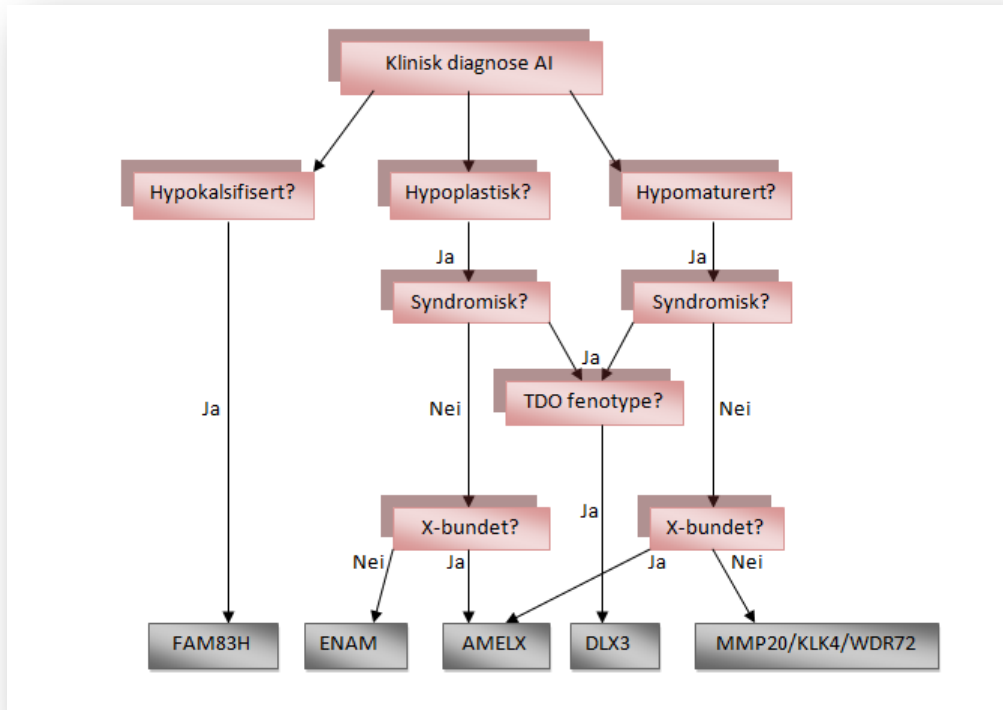 Klinisk diagnose AI
Hypokalsifisert?
Hypoplastisk?
Hypomaturert?
Ja
Ja
Syndromisk?
Syndromisk?
Ja
TDO fenotype?
Ja
Nei
Nei
Ja
X-bundet?
X-bundet?
Nei
Ja
Ja
Nei
FAM83H
ENAM
AMELX
DLX3
MMP20/KLK4/WDR72